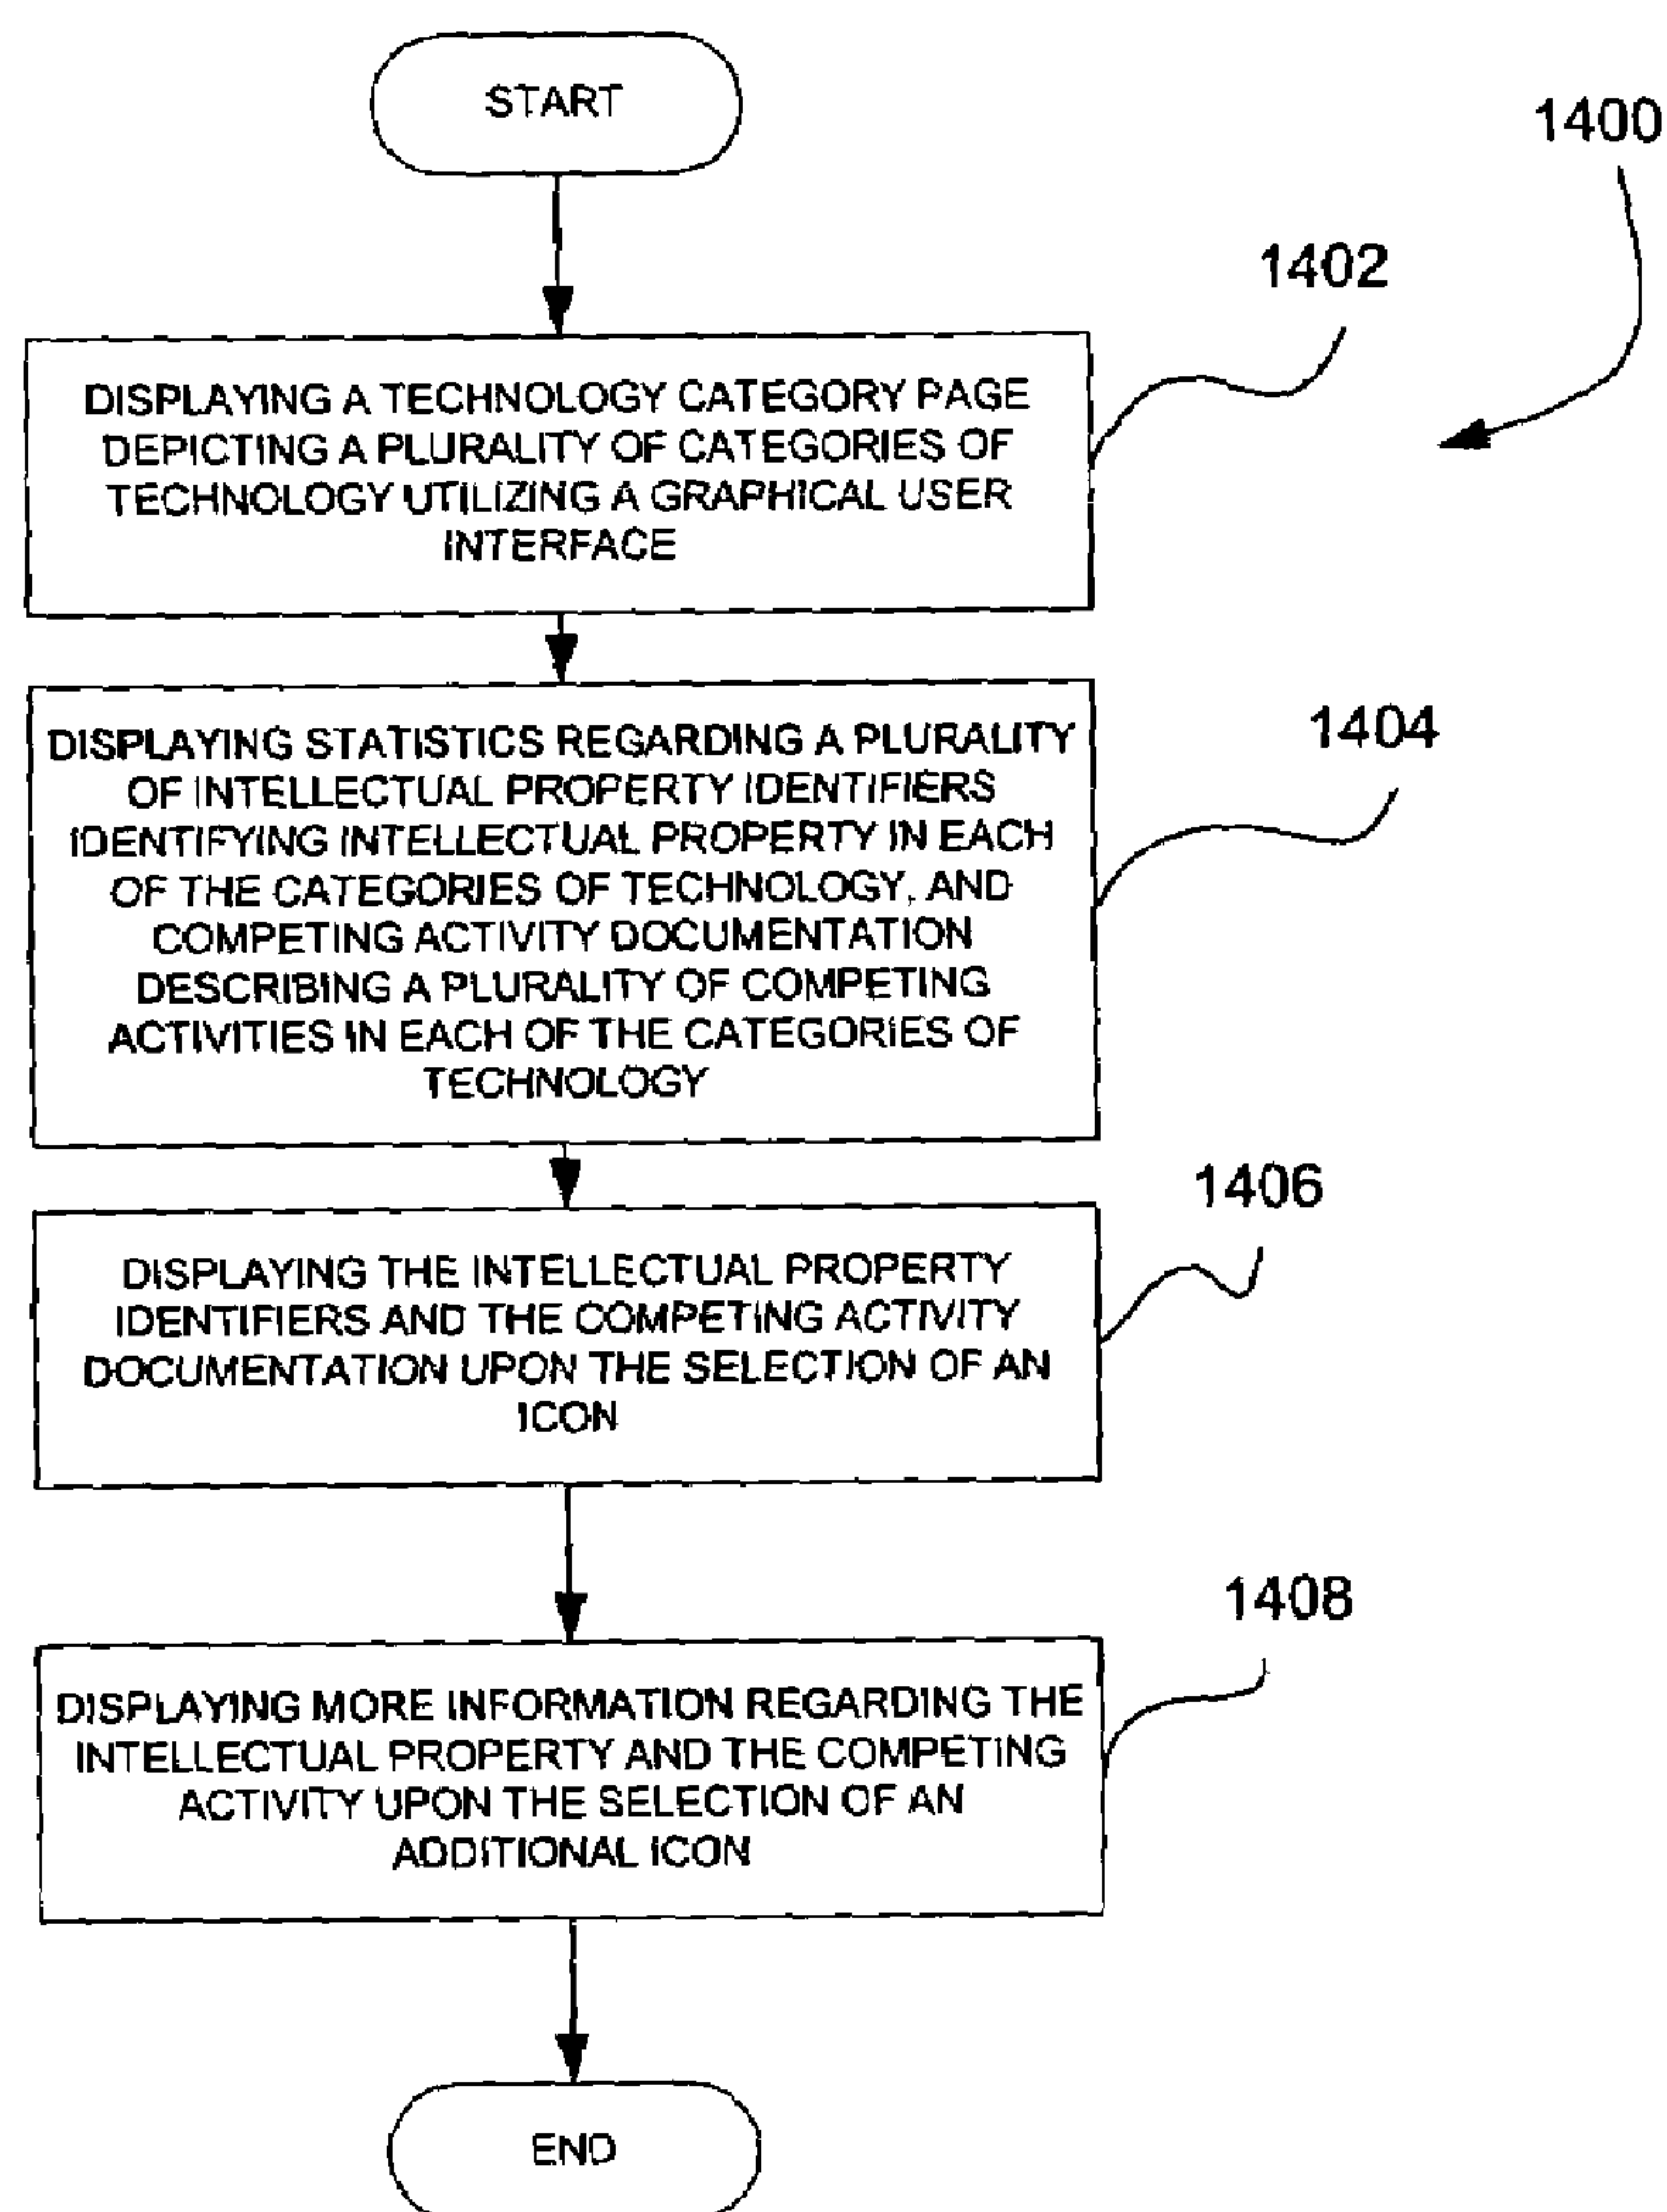 START
1400
1402
DISPLAYING A TECHNOLOGY CATEGORY PAGE
DEPICTING A PLURALITY OF CATEGORIES OF
TECHNOLOGY UTILIZING A GRAPHICAL USER
INTERFACE
1404
DISPLAYING STATISTICS REGARDING A PLURALITY
OF INTELLECTUAL PROPERTY IDENTIFIERS
IDENTIFYING INTELLECTUAL PROPERTY IN EACH
OF THE CATEGORIES OF TECHNOLOGY, AND
COMPETING ACTIVITY DOCUMENTATION
DESCRIBING A PLURALITY OF COMPETING
ACTIVITIES IN EACH OF THE CATEGORIES OF
TECHNOLOGY
1406
DISPLAYING THE INTELLECTUAL PROPERTY
IDENTIFIERS AND THE COMPETING ACTIVITY
DOCUMENTATION UPON THE SELECTION OF AN
ICON
1408
DISPLAYING MORE INFORMATION REGARDING THE
INTELLECTUAL PROPERTY AND THE COMPETING
ACTIVITY UPON THE SELECTION OF AN
ADDITIONAL ICON
END